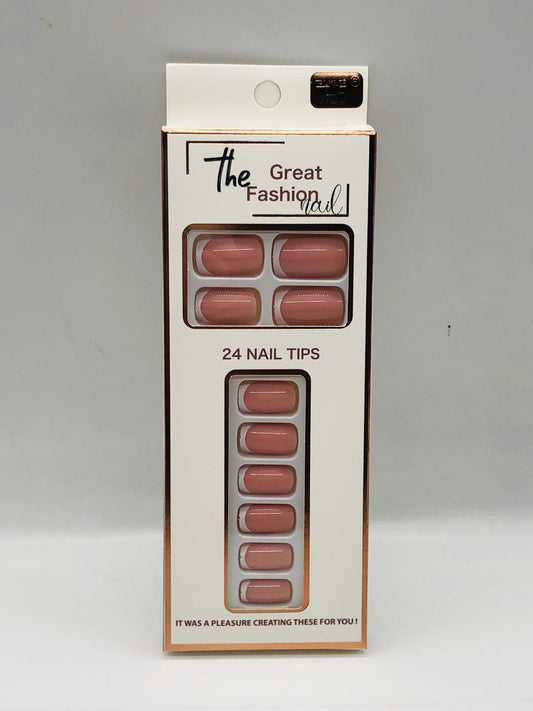 The Great
Fashion
nail
24 NAIL TIPS
IT WAS A PLEASURE CREATING THESE FOR YOU !